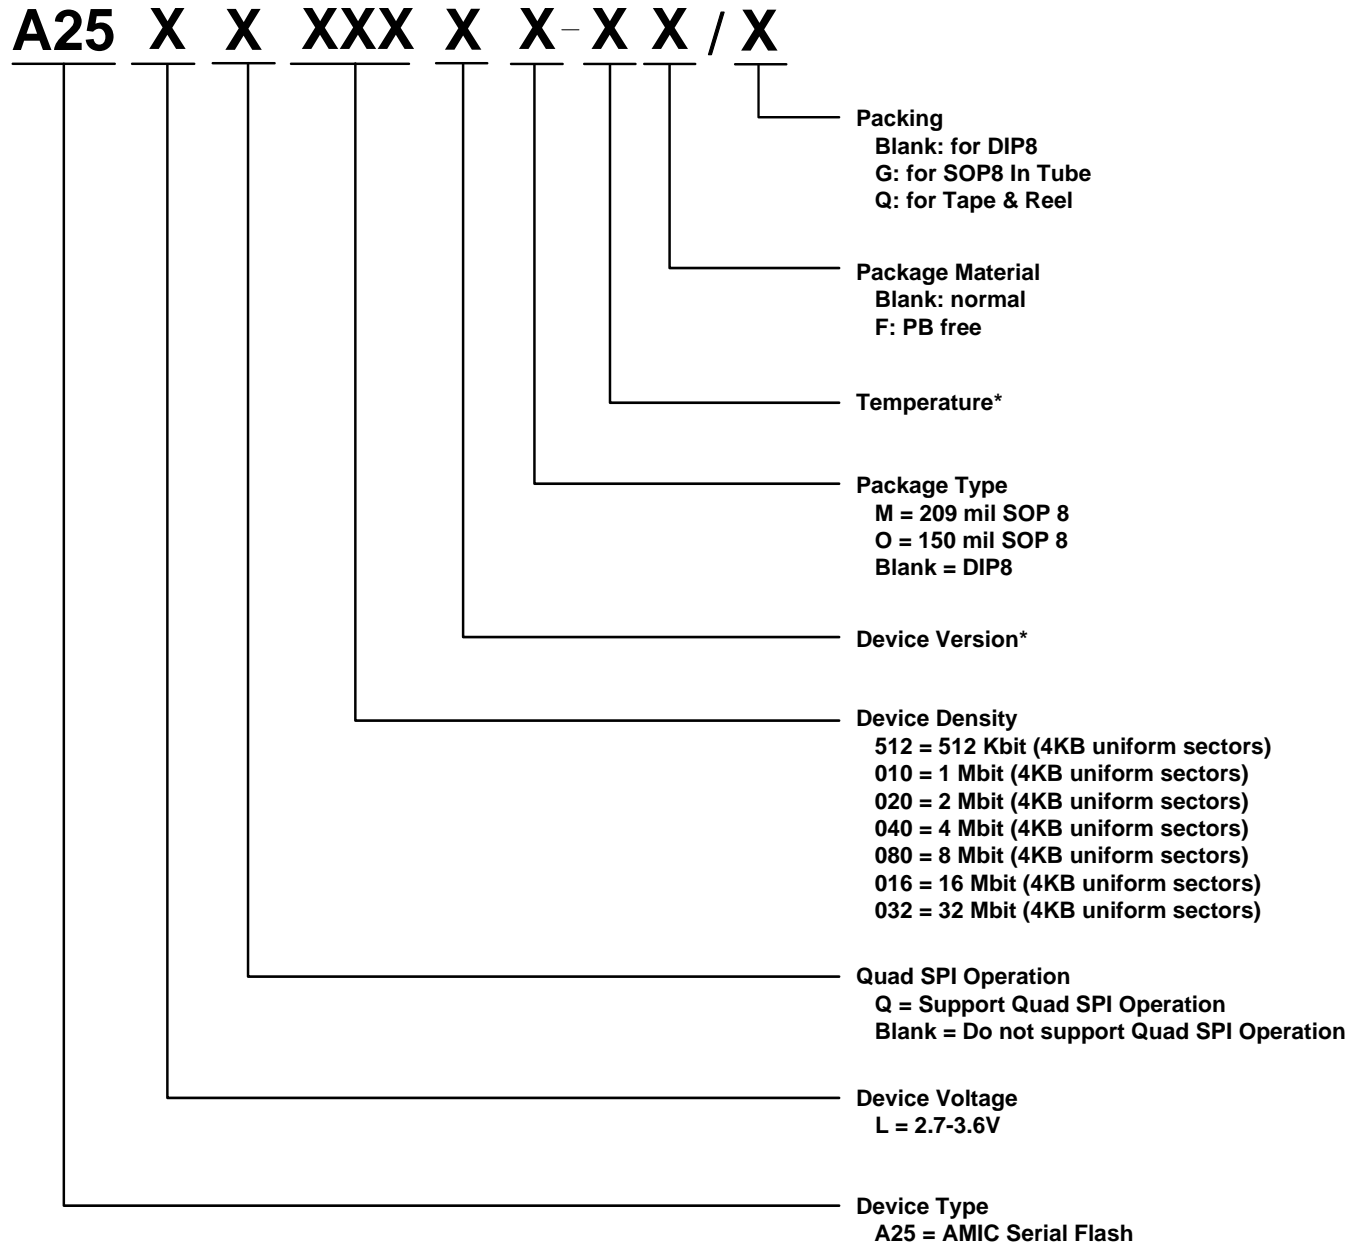 A25 X X XXX X X-X X / X
Packing
Blank: for DIP8
G: for SOP8 In Tube
Q: for Tape & Reel
Package Material
Blank: normal
F: PB free
Temperature*
Package Type
M = 209 mil SOP 8
O = 150 mil SOP 8
Blank = DIP8
Device Version*
Device Density
512 = 512 Kbit (4KB uniform sectors)
010 = 1 Mbit (4KB uniform sectors)
020 = 2 Mbit (4KB uniform sectors)
040 = 4 Mbit (4KB uniform sectors)
080 = 8 Mbit (4KB uniform sectors)
016 = 16 Mbit (4KB uniform sectors)
032 = 32 Mbit (4KB uniform sectors)
Quad SPI Operation
Q = Support Quad SPI Operation
Blank = Do not support Quad SPI Operation
Device Voltage
L = 2.7-3.6V
Device Type
A25 = AMIC Serial Flash